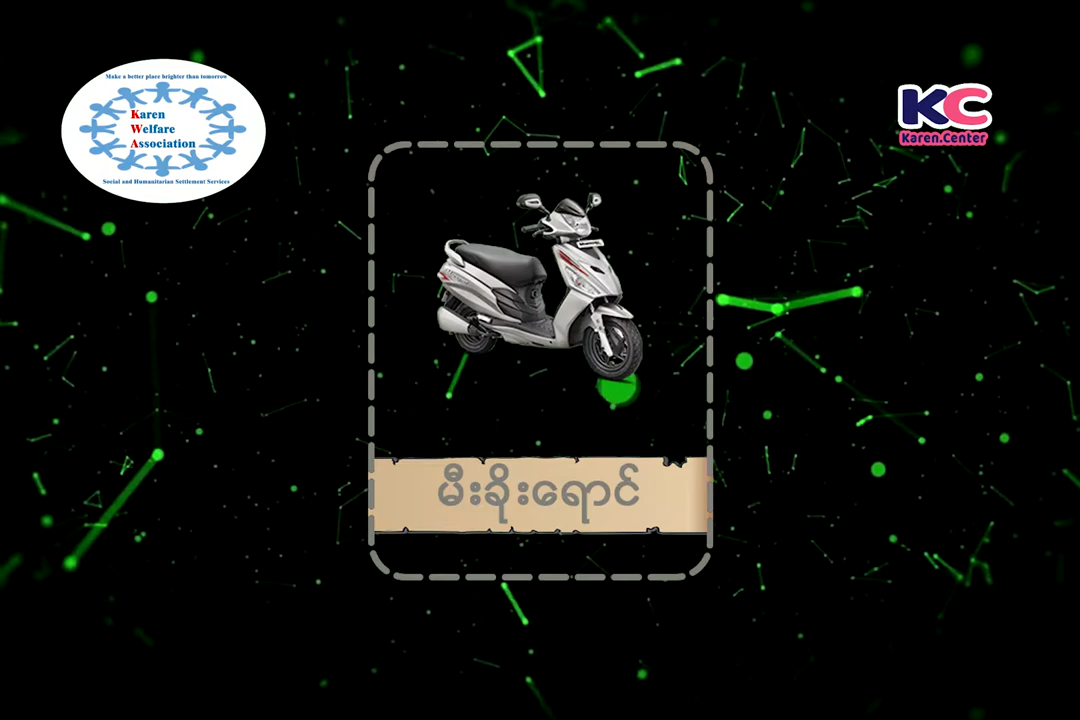 Make a better place brighter than tomorrow
Karen
Welfare
Association
Social and Humanitarian Settlement Services
KC
Karen.Center
မီးခိုးရောင်